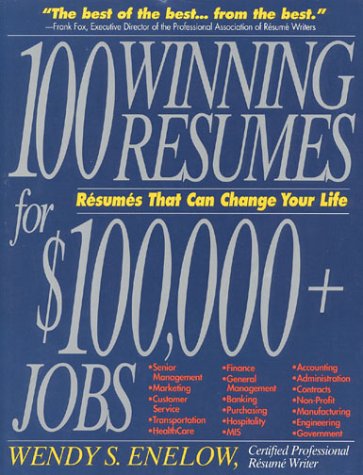 "The best of the best... from the best."
—Frank Fox, Executive Director of the Professional Association of Résumé Writers
100 WINNING
RESUMES
Résumés That Can Change Your Life
for
$100,000+
JOBS
•Senior
Management
•Marketing
•Customer
Service
•Transportation
•HealthCare
•Finance
•General
Management
•Banking
•Purchasing
•Hospitality
•MIS
•Accounting
•Administration
•Contracts
•Non-Profit
•Manufacturing
•Engineering
•Government
WENDY S. ENELOW, Certified Professional
Résumé Writer